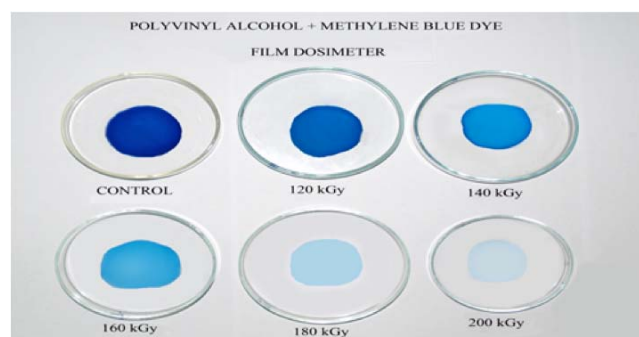 POLYVINYL ALCOHOL + METHYLENE BLUE DYE
FILM DOSIMETER
CONTROL
120 kGy
140 kGy
160 kGy
180 kGy
200 kGy